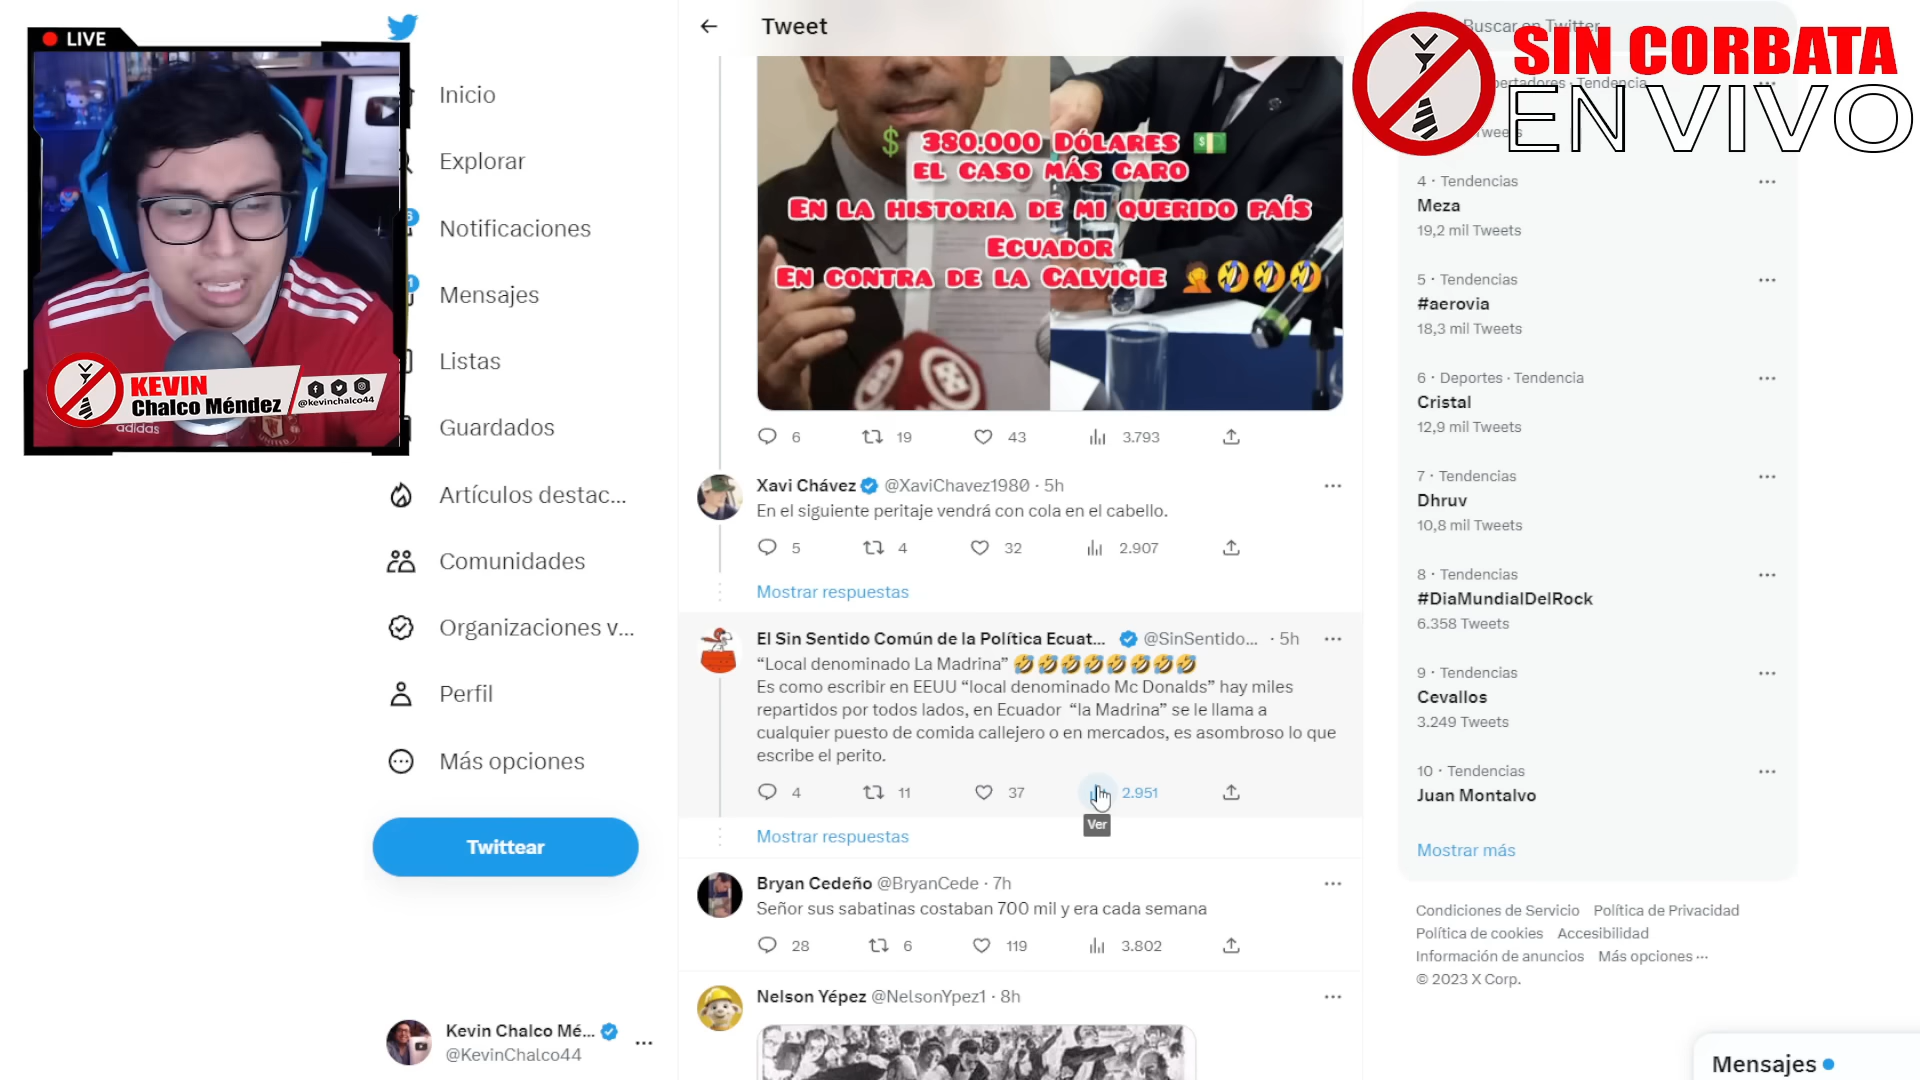 LIVE
KEVIN
Chalco Méndez
@kevinchalco44
adidas
Inicio
Explorar
6
Notificaciones
1
Mensajes
Listas
Guardados
Artículos destac...
Comunidades
Organizaciones v...
Perfil
Más opciones
Twittear
Kevin Chalco Mé...
@KevinChalco44
Tweet
$ 380.000 DÓLARES 💵
EL CASO MÁS CARO
EN LA HISTORIA DE MI QUERIDO PAÍS
ECUADOR
EN CONTRA DE LA CALVICIE 🤦🤣🤣🤣
6 19 43 3.793
Xavi Chávez @XaviChavez1980 · 5h
En el siguiente peritaje vendrá con cola en el cabello.
5 4 32 2.907
Mostrar respuestas
El Sin Sentido Común de la Política Ecuat... @SinSentido... · 5h
“Local denominado La Madrina” 🤣🤣🤣🤣🤣🤣🤣🤣
Es como escribir en EEUU “local denominado Mc Donalds” hay miles
repartidos por todos lados, en Ecuador “la Madrina” se le llama a
cualquier puesto de comida callejero o en mercados, es asombroso lo que
escribe el perito.
4 11 37 2.951
Ver
Mostrar respuestas
Bryan Cedeño @BryanCede · 7h
Señor sus sabatinas costaban 700 mil y era cada semana
28 6 119 3.802
Nelson Yépez @NelsonYpez1 · 8h
Buscar en Twitter
SIN CORBATA
EN VIVO
bertadores · Tendencia
Tweets
4 · Tendencias
Meza
19,2 mil Tweets
5 · Tendencias
#aerovia
18,3 mil Tweets
6 · Deportes · Tendencia
Cristal
12,9 mil Tweets
7 · Tendencias
Dhruv
10,8 mil Tweets
8 · Tendencias
#DiaMundialDelRock
6.358 Tweets
9 · Tendencias
Cevallos
3.249 Tweets
10 · Tendencias
Juan Montalvo
Mostrar más
Condiciones de Servicio Política de Privacidad
Política de cookies Accesibilidad
Información de anuncios Más opciones ···
© 2023 X Corp.
Mensajes